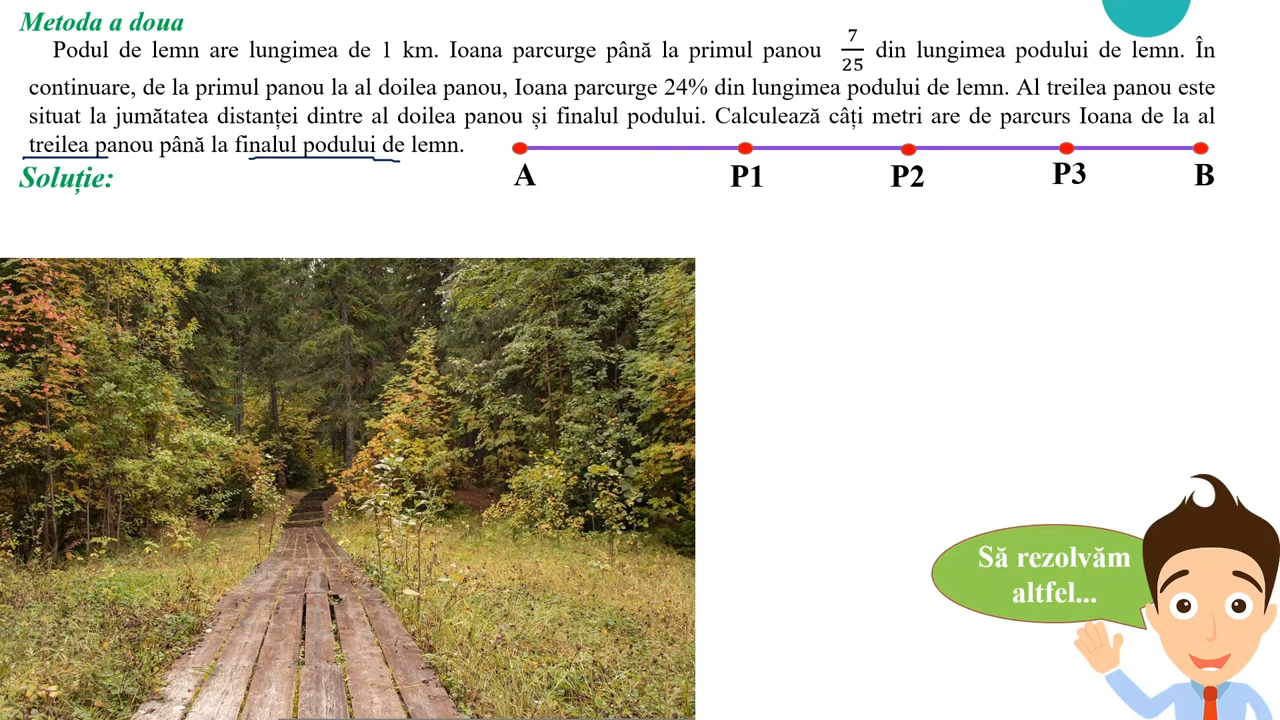 Metoda a doua
Podul de lemn are lungimea de 1 km. Ioana parcurge până la primul panou 7/25 din lungimea podului de lemn. În
continuare, de la primul panou la al doilea panou, Ioana parcurge 24% din lungimea podului de lemn. Al treilea panou este
situat la jumătatea distanței dintre al doilea panou și finalul podului. Calculează câți metri are de parcurs Ioana de la al
treilea panou până la finalul podului de lemn.
Soluție:
A P1 P2 P3 B
Să rezolvăm
altfel...